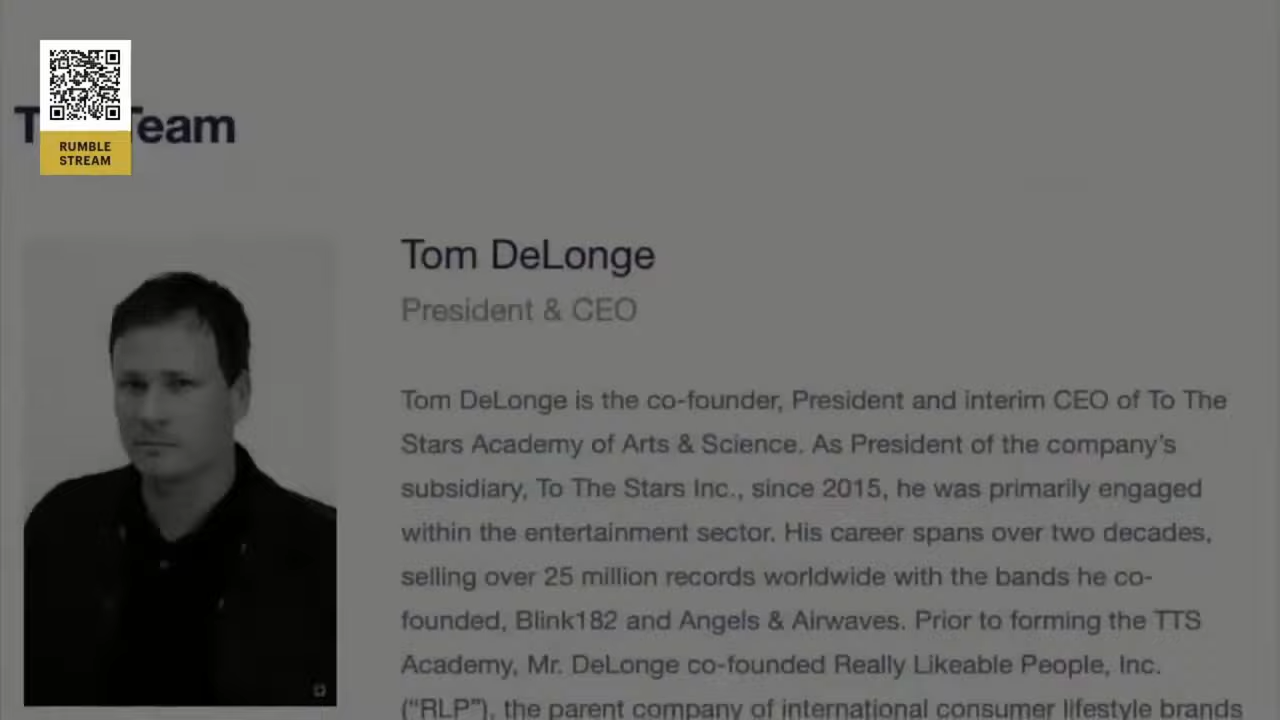 RUMBLE
STREAM
Team
Tom DeLonge
President & CEO
Tom DeLonge is the co-founder, President and interim CEO of To The
Stars Academy of Arts & Science. As President of the company's
subsidiary, To The Stars Inc., since 2015, he was primarily engaged
within the entertainment sector. His career spans over two decades,
selling over 25 million records worldwide with the bands he co-
founded, Blink182 and Angels & Airwaves. Prior to forming the TTS
Academy, Mr. DeLonge co-founded Really Likeable People, Inc.
("RLP"), the parent company of international consumer lifestyle brands